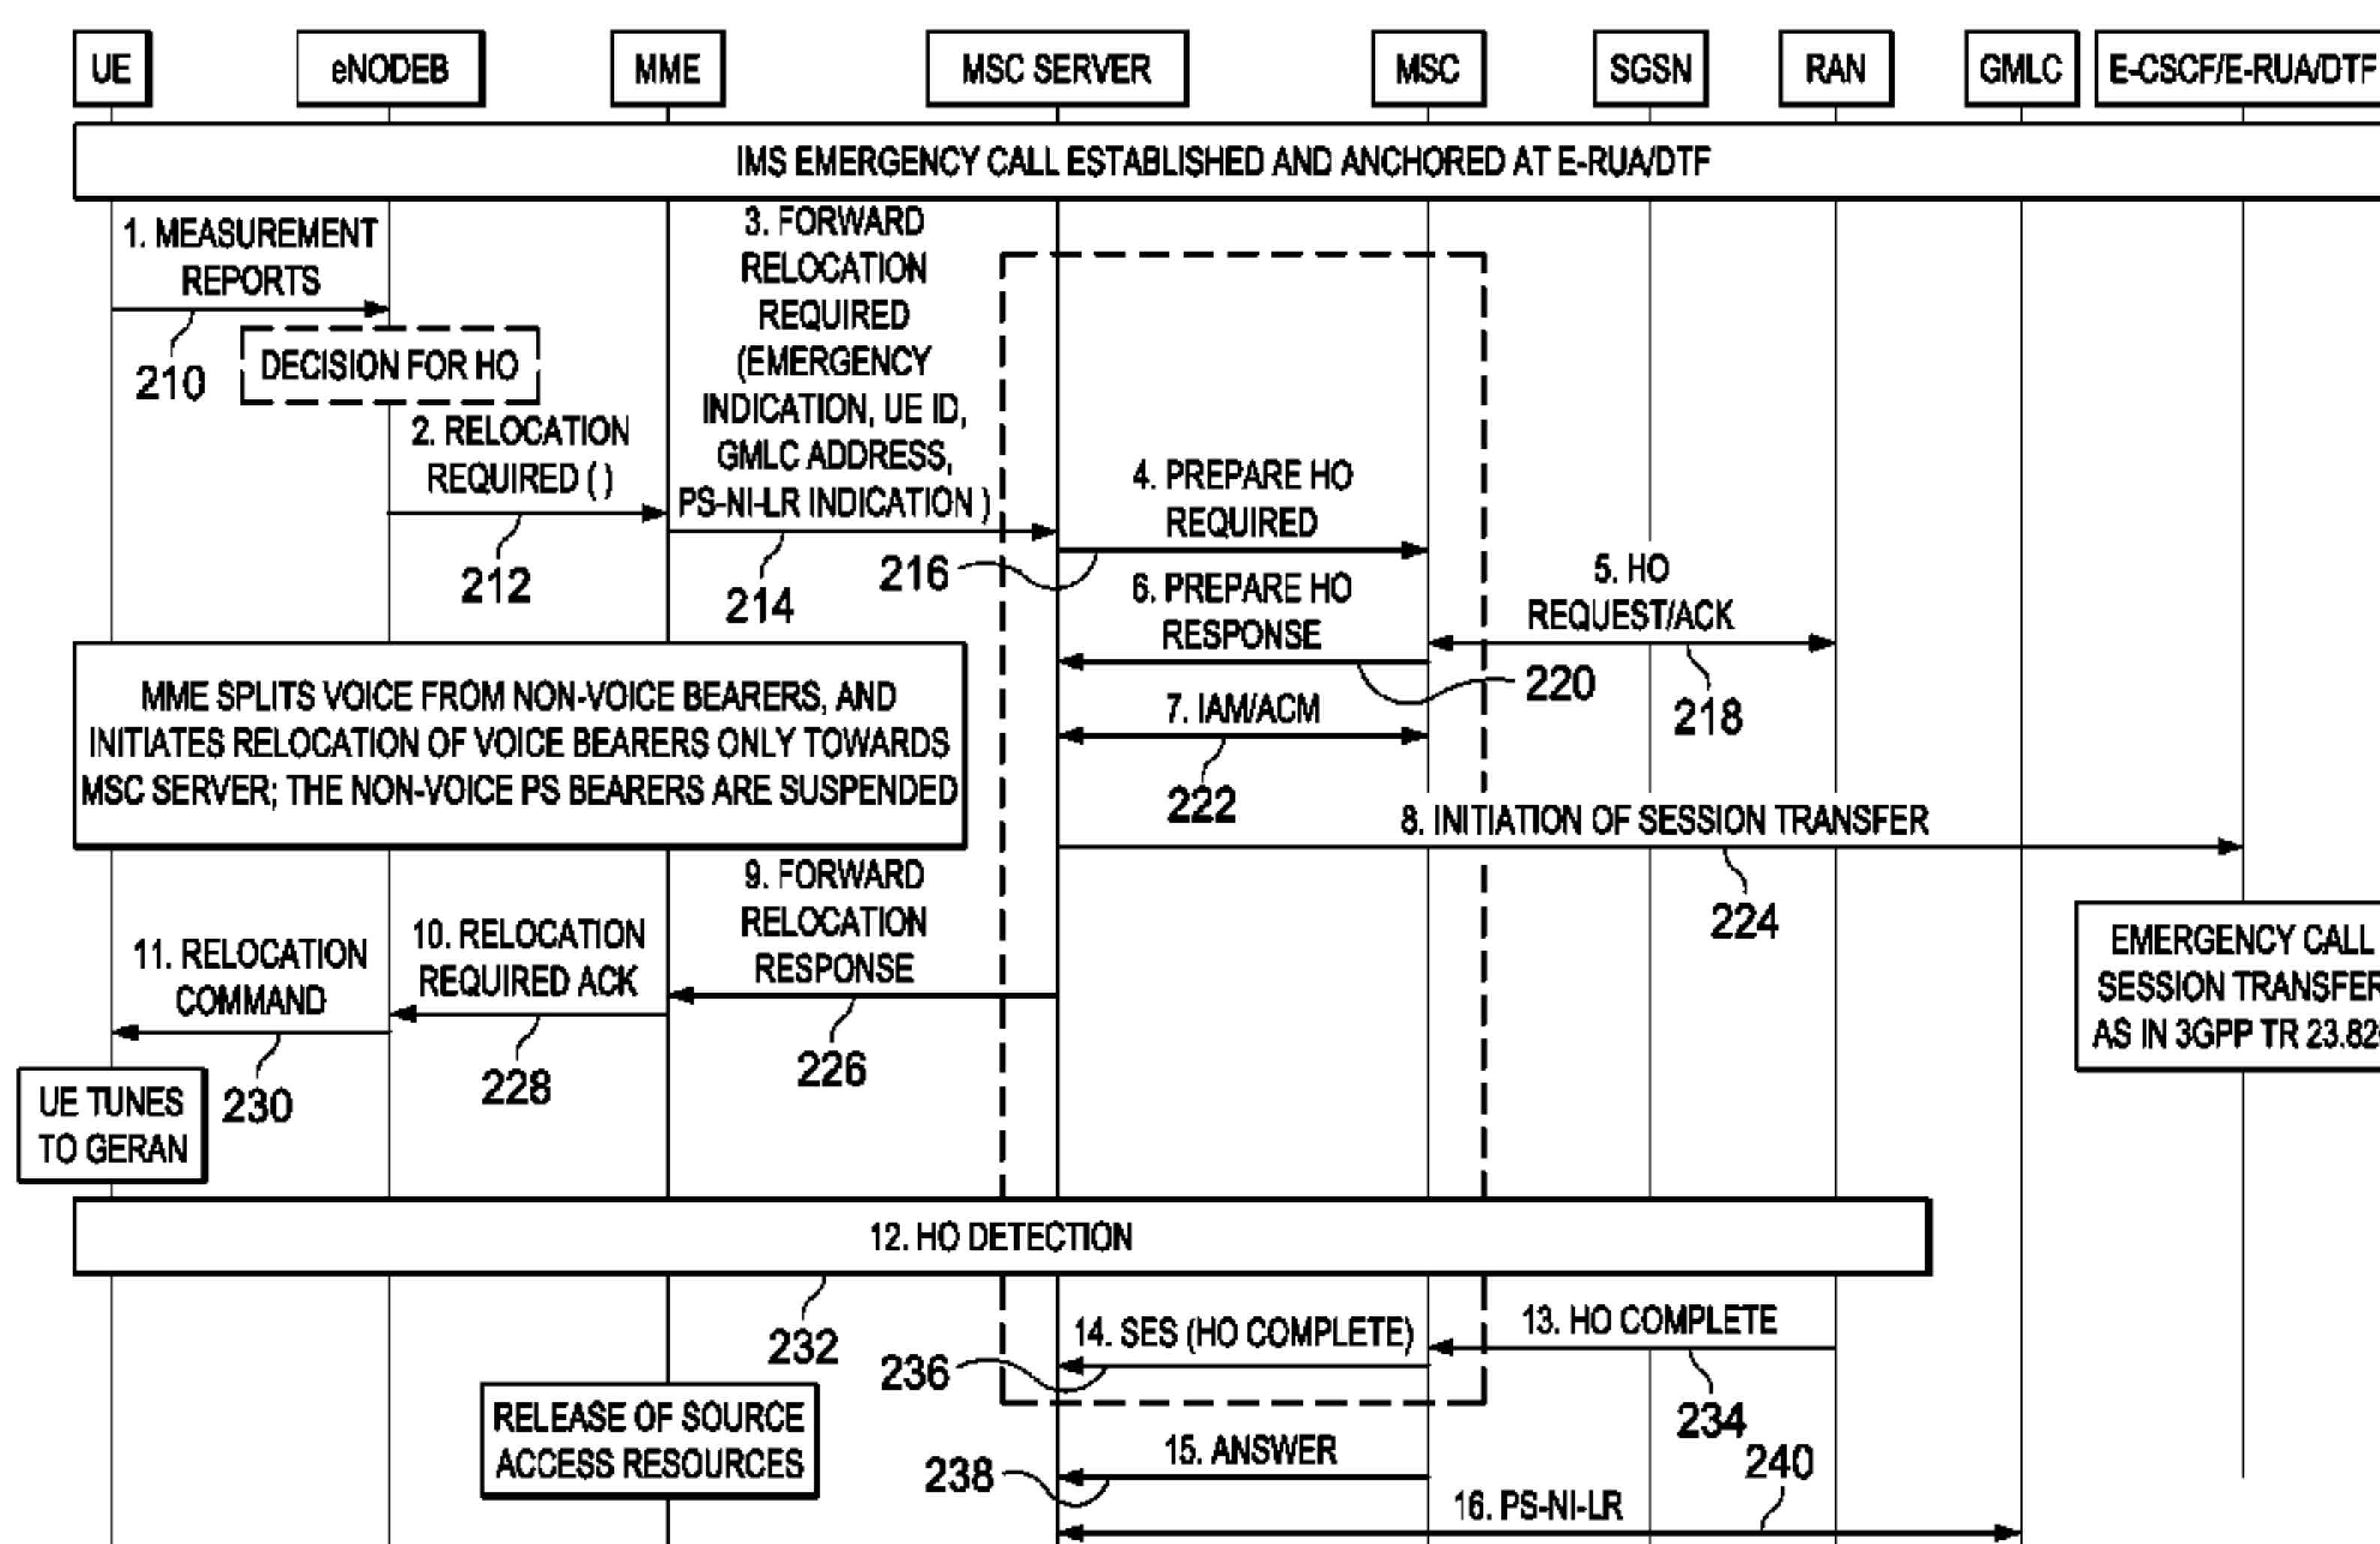 UE
eNODEB
MME
MSC SERVER
MSC
SGSN
RAN
GMLC
E-CSCF/E-RUA/DTF
IMS EMERGENCY CALL ESTABLISHED AND ANCHORED AT E-RUA/DTF
1. MEASUREMENT
REPORTS
210
DECISION FOR HO
2. RELOCATION
REQUIRED ( )
212
3. FORWARD
RELOCATION
REQUIRED
(EMERGENCY
INDICATION, UE ID,
GMLC ADDRESS,
PS-NI-LR INDICATION )
214
4. PREPARE HO
REQUIRED
216
5. HO
REQUEST/ACK
218
6. PREPARE HO
RESPONSE
220
7. IAM/ACM
222
MME SPLITS VOICE FROM NON-VOICE BEARERS, AND
INITIATES RELOCATION OF VOICE BEARERS ONLY TOWARDS
MSC SERVER; THE NON-VOICE PS BEARERS ARE SUSPENDED
8. INITIATION OF SESSION TRANSFER
224
EMERGENCY CALL
SESSION TRANSFER
AS IN 3GPP TR
9. FORWARD
RELOCATION
RESPONSE
226
10. RELOCATION
REQUIRED ACK
228
11. RELOCATION
COMMAND
230
UE TUNES
TO GERAN
12. HO DETECTION
232
13. HO COMPLETE
234
14. SES (HO COMPLETE)
236
RELEASE OF SOURCE
ACCESS RESOURCES
15. ANSWER
238
16. PS-NI-LR
240